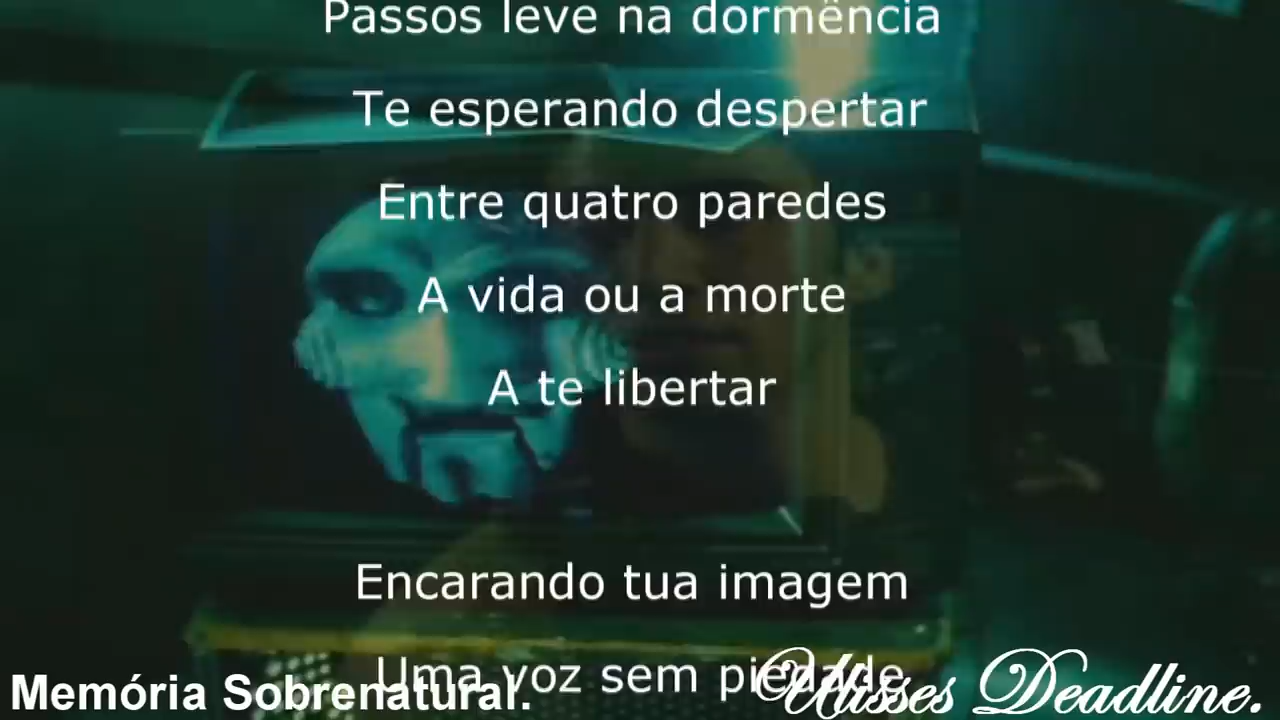 Passos leve na dormência
Te esperando despertar
Entre quatro paredes
A vida ou a morte
A te libertar
Encarando tua imagem
Uma voz sem piedade
Memória Sobrenatural.
Ulisses Deadline.